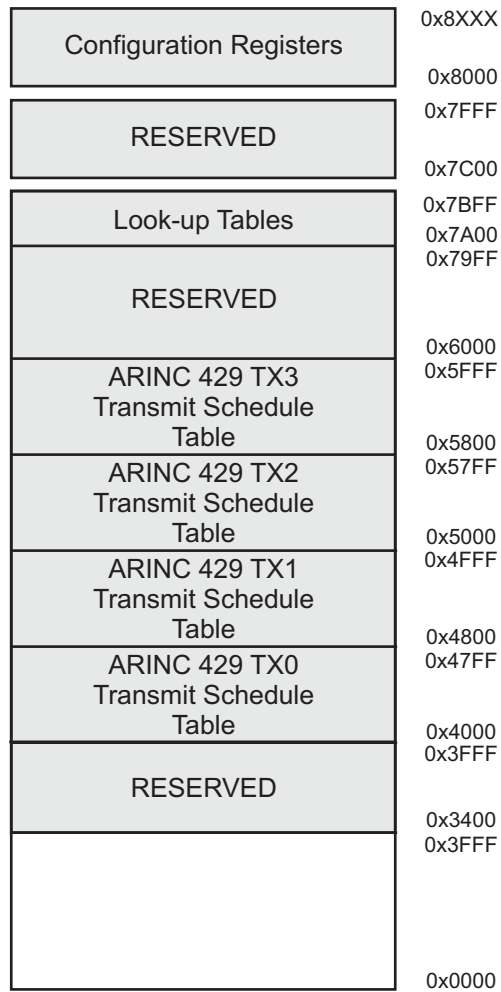 Configuration Registers
0x8XXX
0x8000
RESERVED
0x7FFF
0x7C00
Look-up Tables
0x7BFF
0x7A00
RESERVED
0x79FF
0x6000
ARINC 429 TX3
Transmit Schedule
Table
0x5FFF
0x5800
ARINC 429 TX2
Transmit Schedule
Table
0x57FF
0x5000
ARINC 429 TX1
Transmit Schedule
Table
0x4FFF
0x4800
ARINC 429 TX0
Transmit Schedule
Table
0x47FF
0x4000
RESERVED
0x3FFF
0x3400
0x3FFF
0x0000